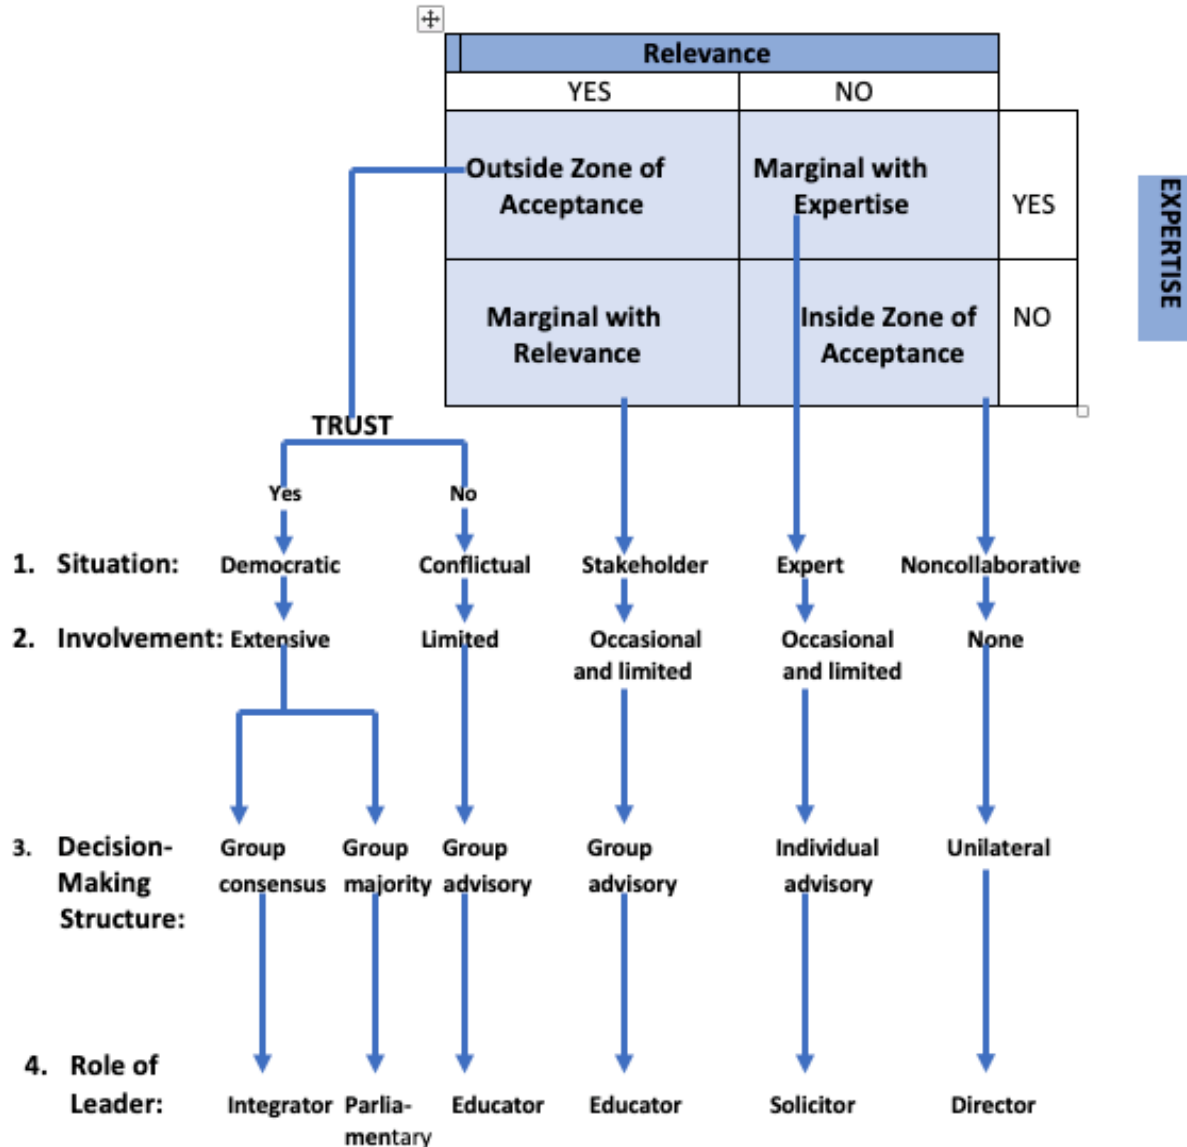 Relevance
YES NO
Outside Zone of Marginal with
Acceptance Expertise YES
EXPERTISE
Marginal with Inside Zone of NO
Relevance Acceptance
TRUST
Yes No
1. Situation: Democratic Conflictual Stakeholder Expert Noncollaborative
2. Involvement: Extensive Limited Occasional Occasional None
and limited and limited
3. Decision- Group Group Group Group Individual Unilateral
Making consensus majority advisory advisory advisory
Structure:
4. Role of
Leader: Integrator Parlia- Educator Educator Solicitor Director
mentary